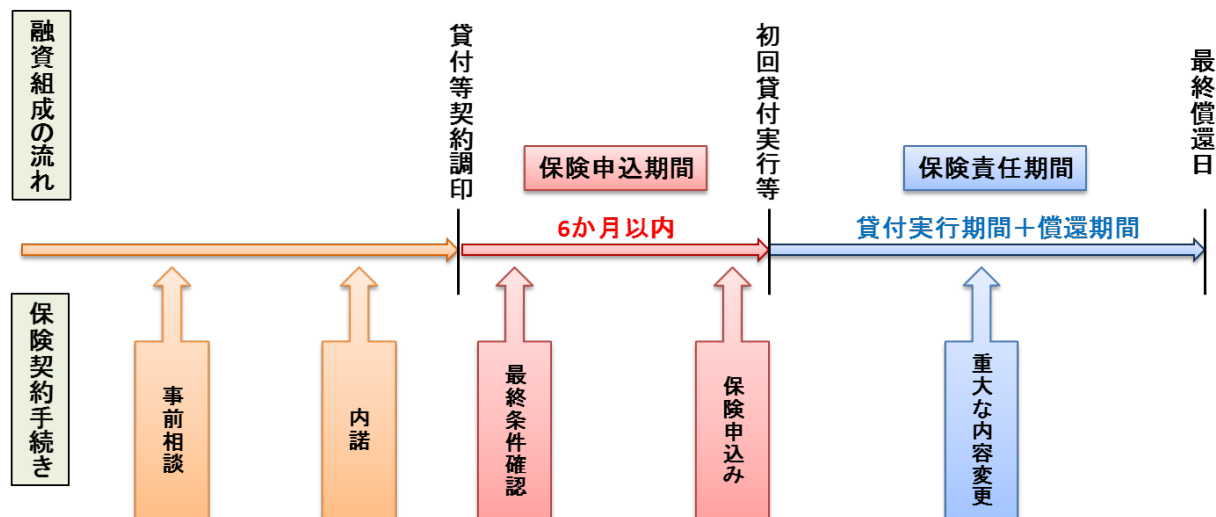 融資組成の流れ
貸付等契約調印
初回貸付実行等
最終償還日
保険申込期間
保険責任期間
6か月以内
貸付実行期間＋償還期間
保険契約手続き
事前相談
内諾
最終条件確認
保険申込み
重大な内容変更